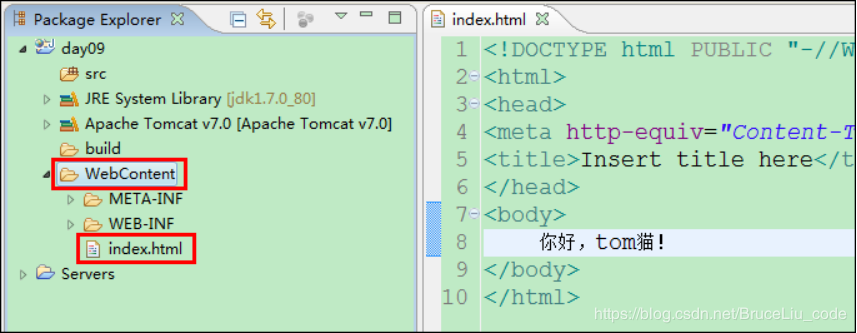 Package Explorer
day09
src
JRE System Library [jdk1.7.0_80]
Apache Tomcat v7.0 [Apache Tomcat v7.0]
build
WebContent
META-INF
WEB-INF
index.html
Servers
index.html
1 <!DOCTYPE html PUBLIC "-//W
2 <html>
3 <head>
4 <meta http-equiv="Content-T
5 <title>Insert title here</t
6 </head>
7 <body>
8 你好，tom猫!
9 </body>
10 </html>
https://blog.csdn.net/BruceLiu_code